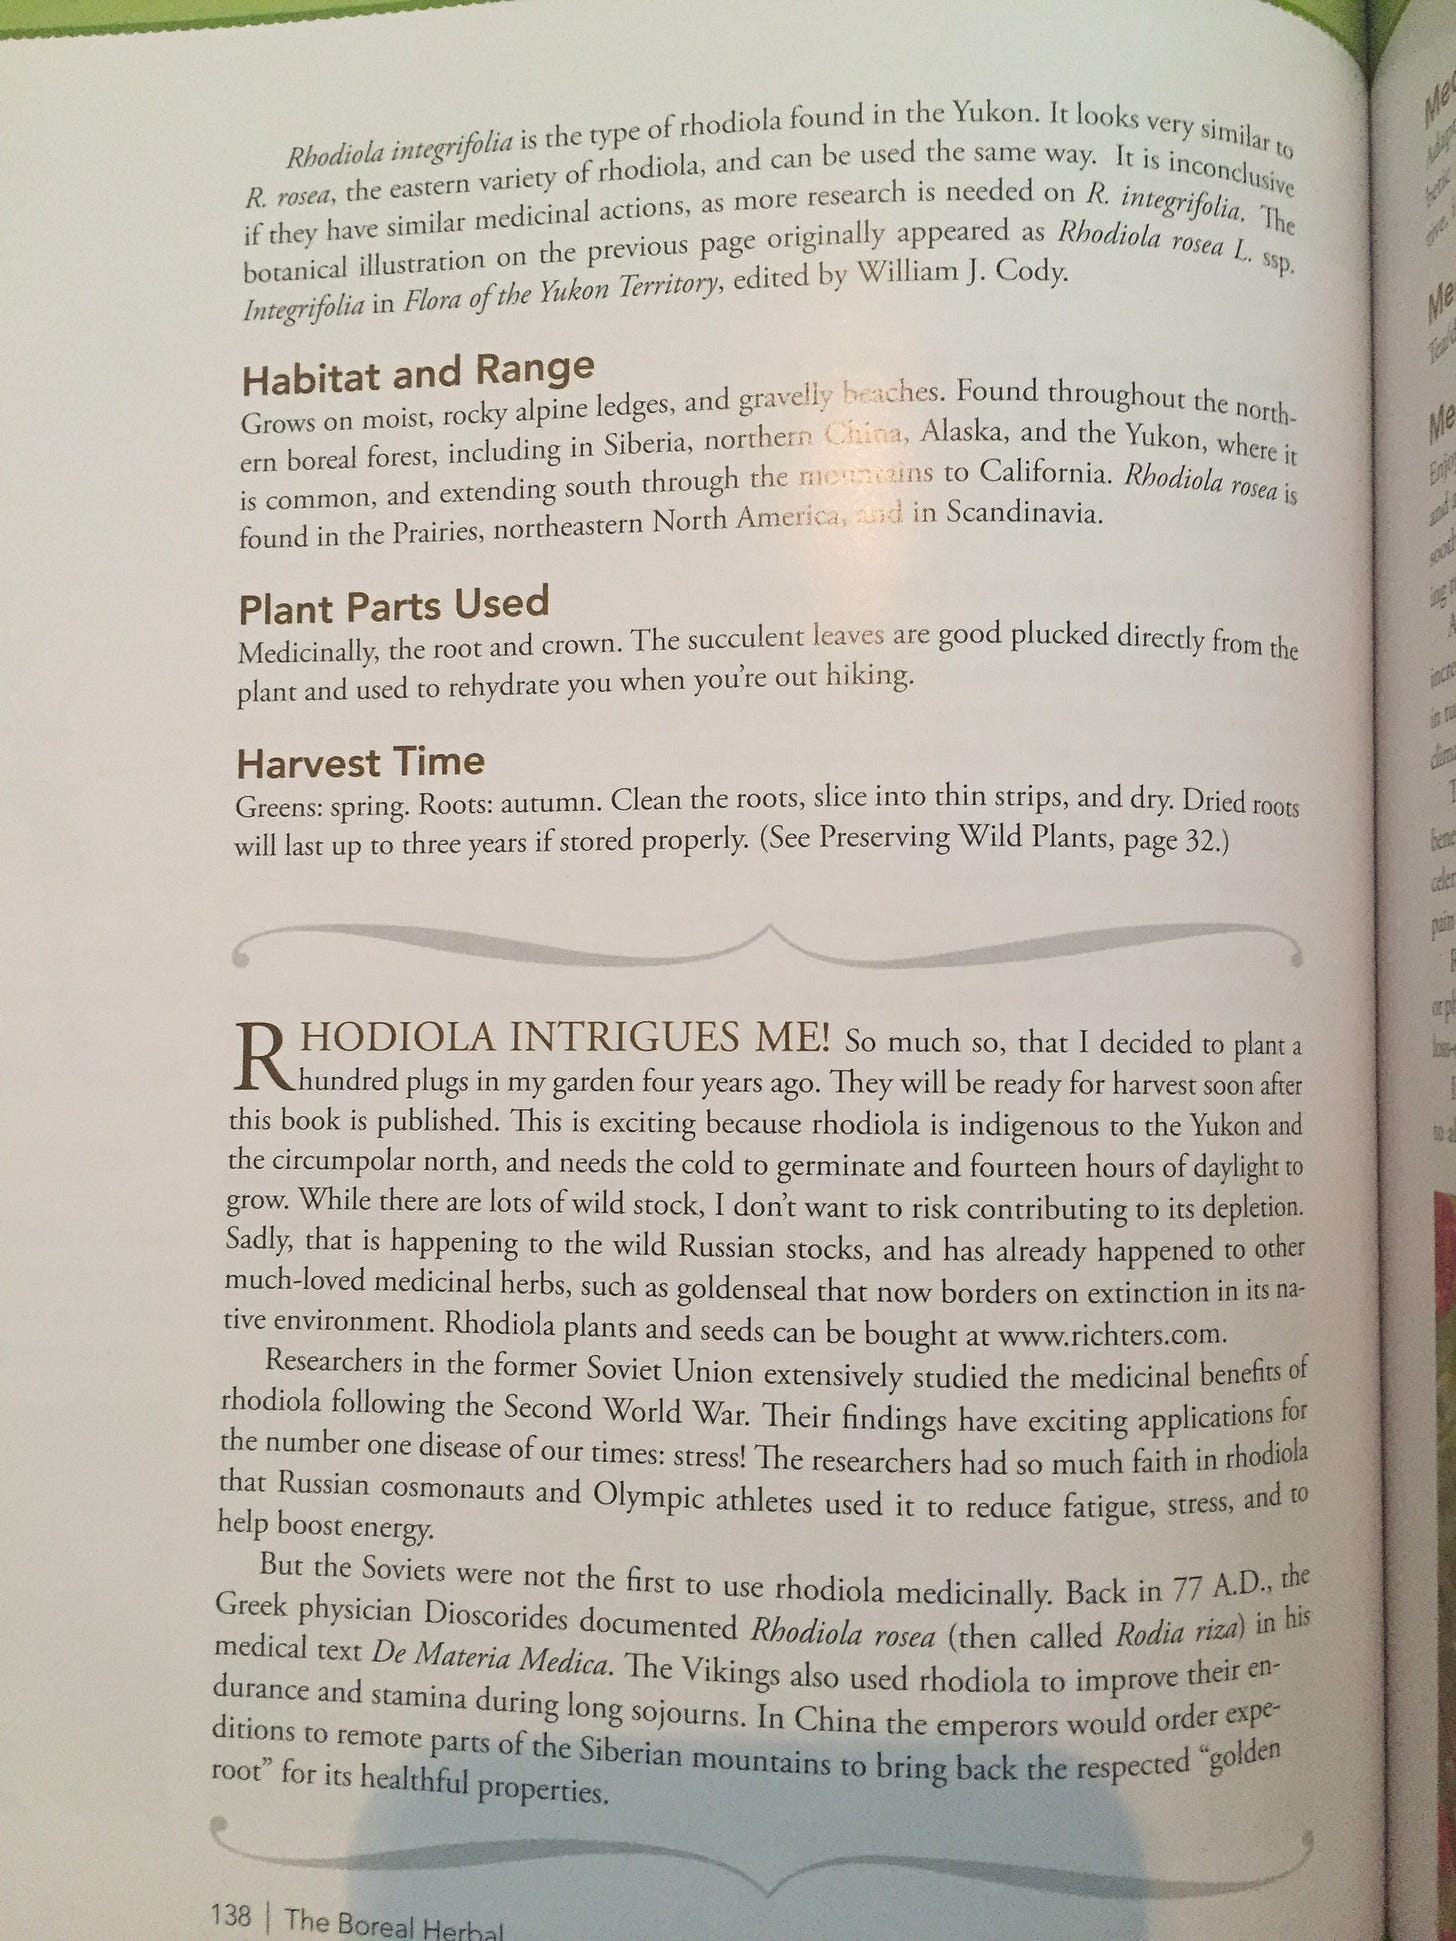 Rhodiola integrifolia is the type of rhodiola found in the Yukon. It looks very similar to
R. rosea, the eastern variety of rhodiola, and can be used the same way. It is inconclusive
if they have similar medicinal actions, as more research is needed on R. integrifolia. The
botanical illustration on the previous page originally appeared as Rhodiola rosea L. ssp.
Integrifolia in Flora of the Yukon Territory, edited by William J. Cody.
Habitat and Range
Grows on moist, rocky alpine ledges, and gravelly beaches. Found throughout the north-
ern boreal forest, including in Siberia, northern China, Alaska, and the Yukon, where it
is common, and extending south through the mountains to California. Rhodiola rosea is
found in the Prairies, northeastern North America, and in Scandinavia.
Plant Parts Used
Medicinally, the root and crown. The succulent leaves are good plucked directly from the
plant and used to rehydrate you when you're out hiking.
Harvest Time
Greens: spring. Roots: autumn. Clean the roots, slice into thin strips, and dry. Dried roots
will last up to three years if stored properly. (See Preserving Wild Plants, page 32.)
RHODIOLA INTRIGUES ME! So much so, that I decided to plant a
hundred plugs in my garden four years ago. They will be ready for harvest soon after
this book is published. This is exciting because rhodiola is indigenous to the Yukon and
the circumpolar north, and needs the cold to germinate and fourteen hours of daylight to
grow. While there are lots of wild stock, I don't want to risk contributing to its depletion.
Sadly, that is happening to the wild Russian stocks, and has already happened to other
much-loved medicinal herbs, such as goldenseal that now borders on extinction in its na-
tive environment. Rhodiola plants and seeds can be bought at www.richters.com.
Researchers in the former Soviet Union extensively studied the medicinal benefits of
rhodiola following the Second World War. Their findings have exciting applications for
the number one disease of our times: stress! The researchers had so much faith in rhodiola
that Russian cosmonauts and Olympic athletes used it to reduce fatigue, stress, and to
help boost energy.
But the Soviets were not the first to use rhodiola medicinally. Back in 77 A.D., the
Greek physician Dioscorides documented Rhodiola rosea (then called Rodia riza) in his
medical text De Materia Medica. The Vikings also used rhodiola to improve their en-
durance and stamina during long sojourns. In China the emperors would order expe-
ditions to remote parts of the Siberian mountains to bring back the respected "golden
root" for its healthful properties.
138 | The Boreal Herbal